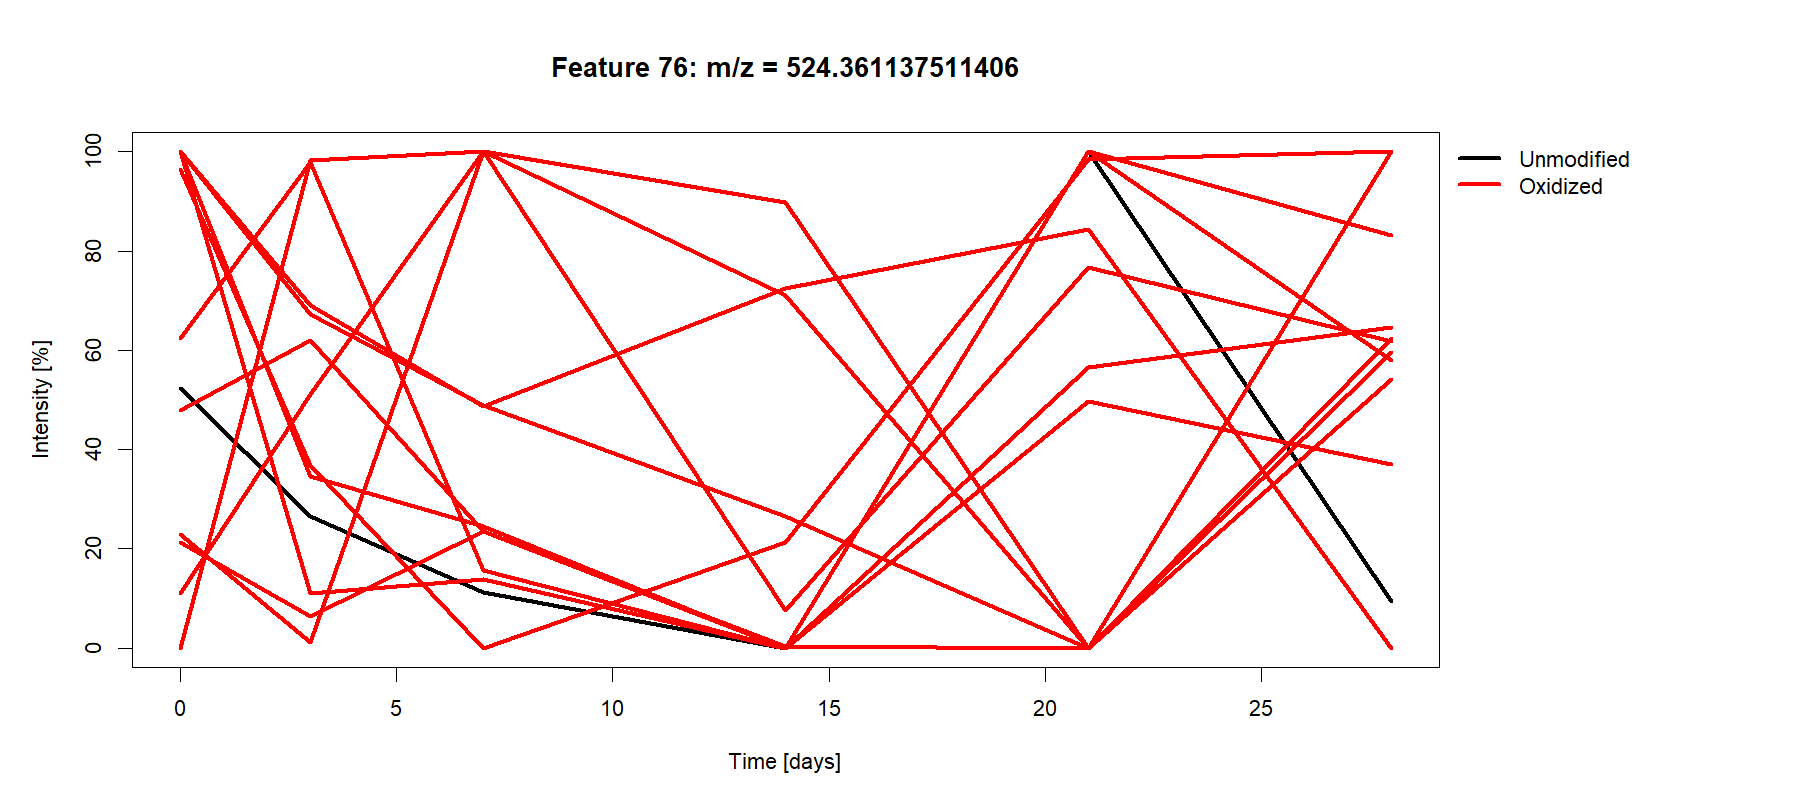 Feature 76: m/z = 524.361137511406
Unmodified
Oxidized
Intensity [%]
100
80
60
40
20
0
0 5 10 15 20 25
Time [days]